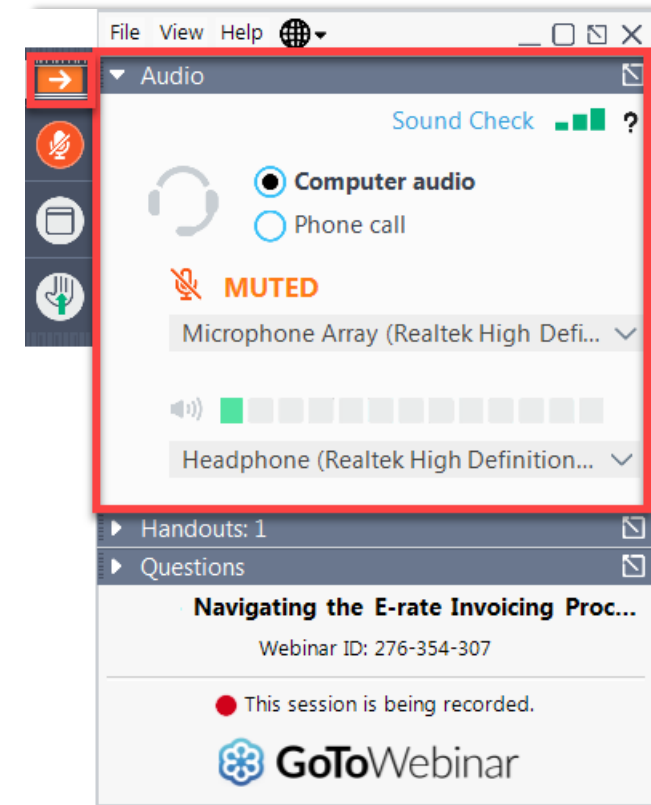 File View Help
Audio
Sound Check ?
Computer audio
Phone call
MUTED
Microphone Array (Realtek High Defi...
Headphone (Realtek High Definition...
Handouts: 1
Questions
Navigating the E-rate Invoicing Proc...
Webinar ID: 276-354-307
This session is being recorded.
GoToWebinar